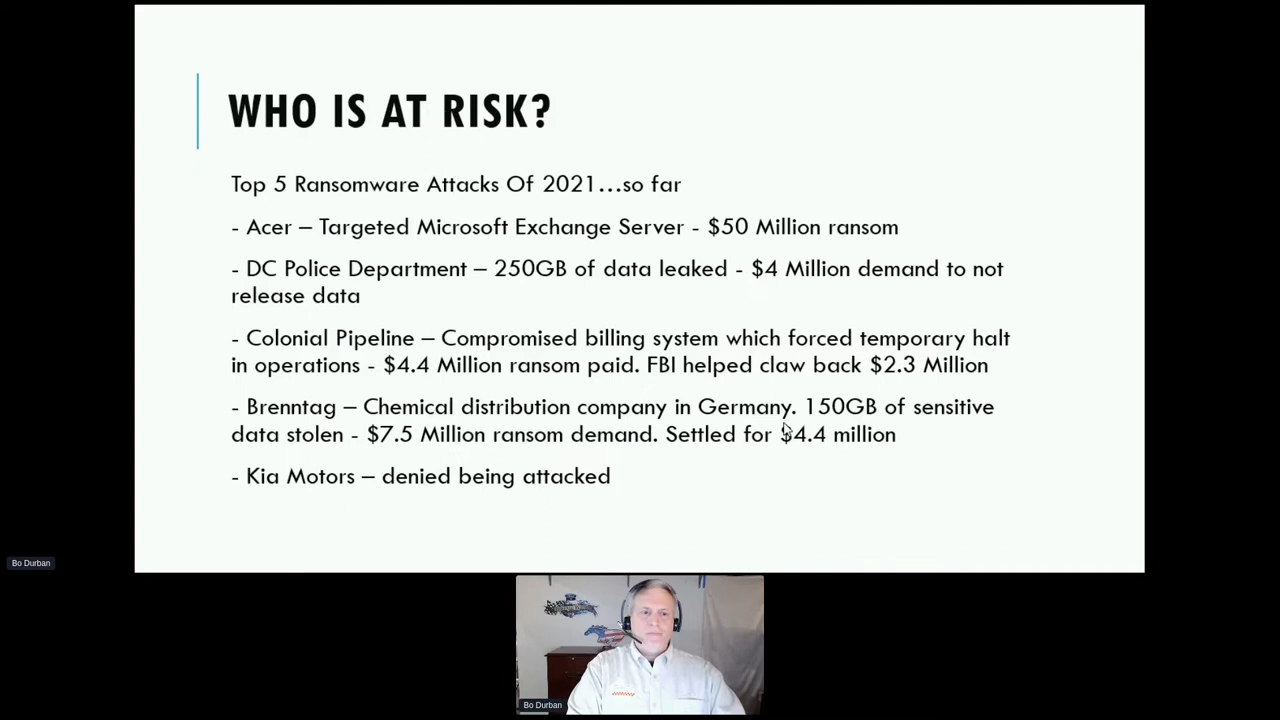 WHO IS AT RISK?
Top 5 Ransomware Attacks Of 2021...so far
- Acer – Targeted Microsoft Exchange Server - $50 Million ransom
- DC Police Department – 250GB of data leaked - $4 Million demand to not
release data
- Colonial Pipeline – Compromised billing system which forced temporary halt
in operations - $4.4 Million ransom paid. FBI helped claw back $2.3 Million
- Brenntag – Chemical distribution company in Germany. 150GB of sensitive
data stolen - $7.5 Million ransom demand. Settled for $4.4 million
- Kia Motors – denied being attacked
Bo Durban
Bo Durban